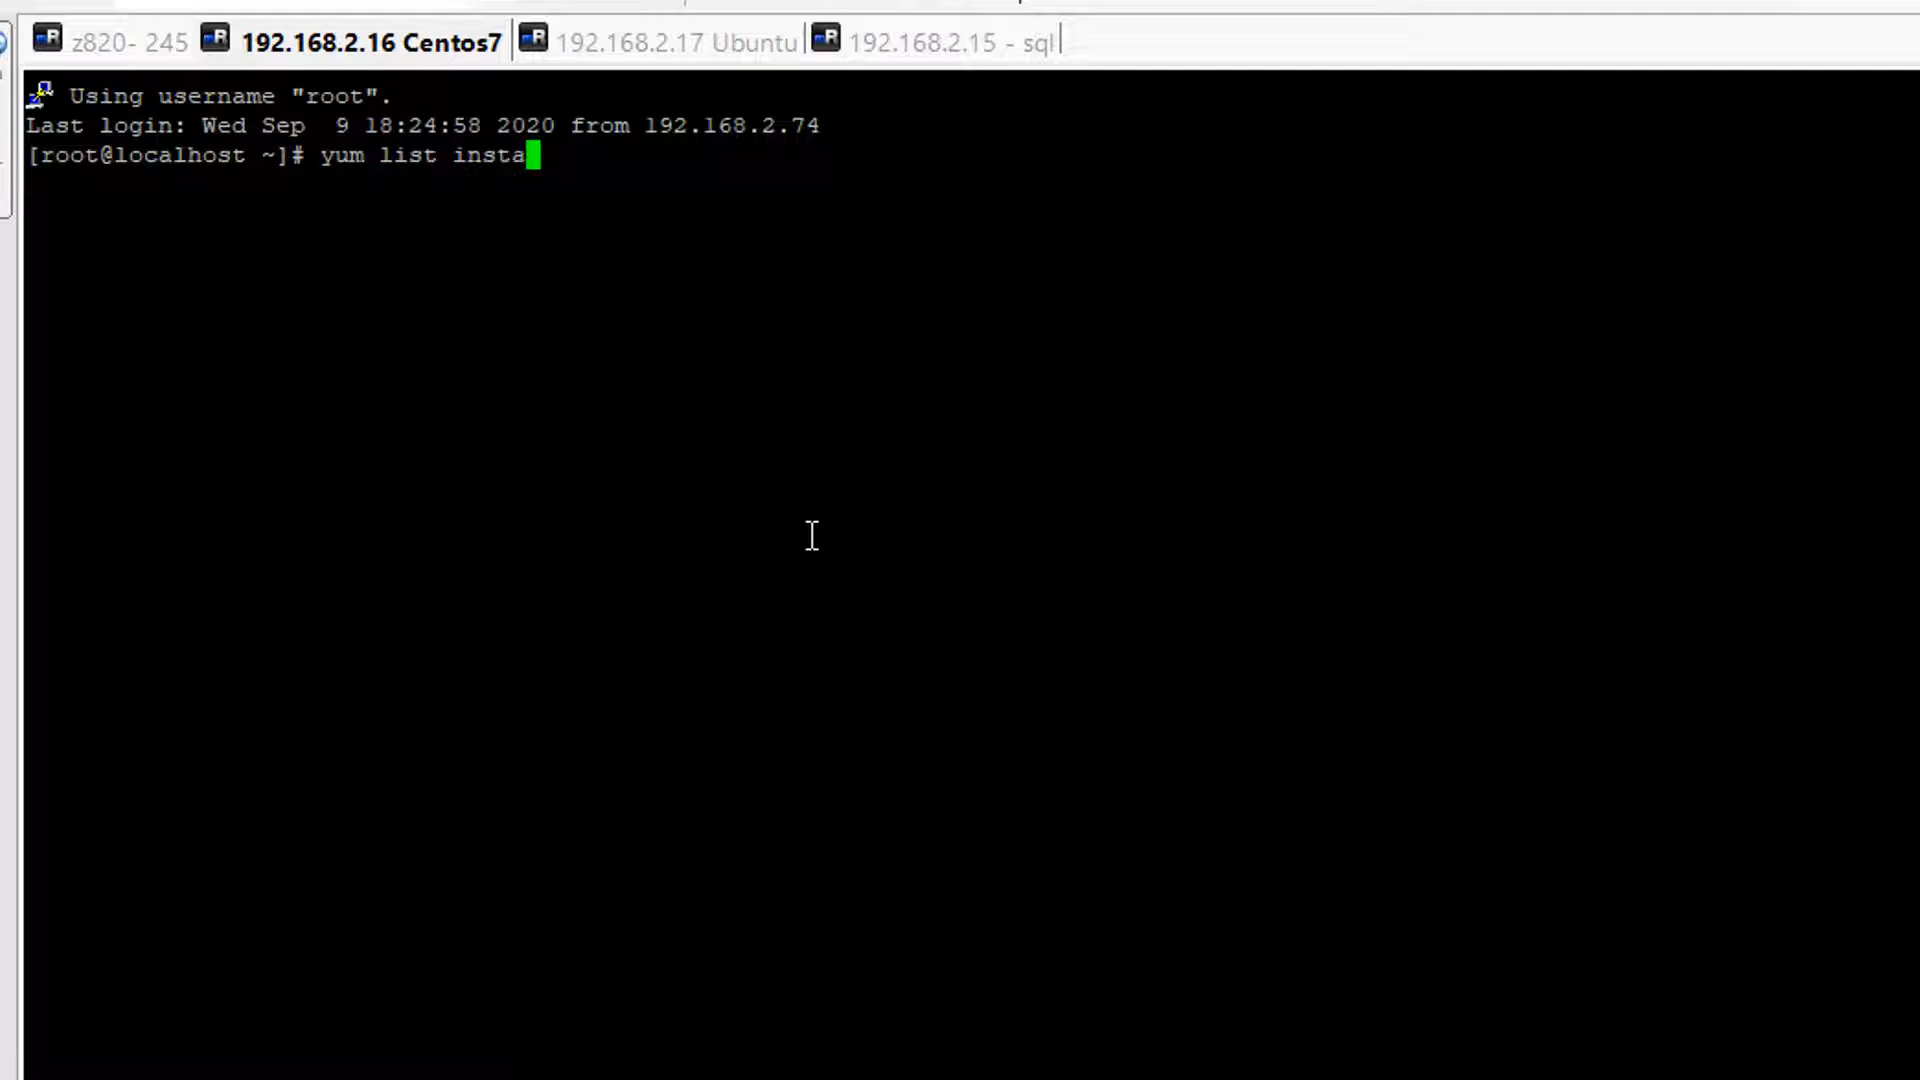 z820- 245 192.168.2.16 Centos7 192.168.2.17 Ubuntu 192.168.2.15 - sql
Using username "root".
Last login: Wed Sep  9 18:24:58 2020 from 192.168.2.74
[root@localhost ~]# yum list insta